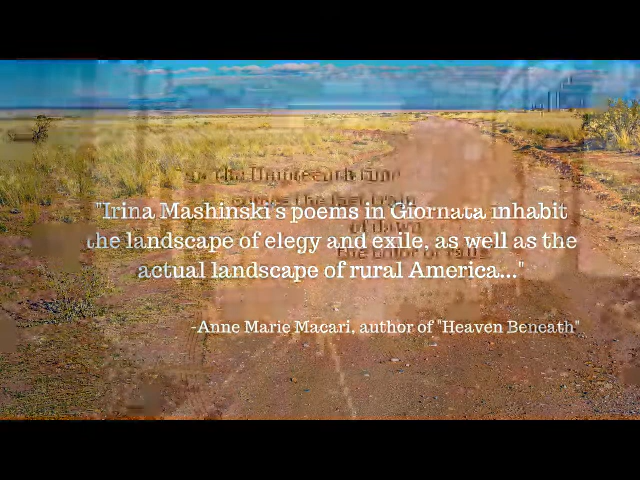 "Irina Mashinski's poems in Giornata inhabit
the landscape of elegy and exile, as well as the
actual landscape of rural America..."
-Anne Marie Macari, author of "Heaven Beneath"